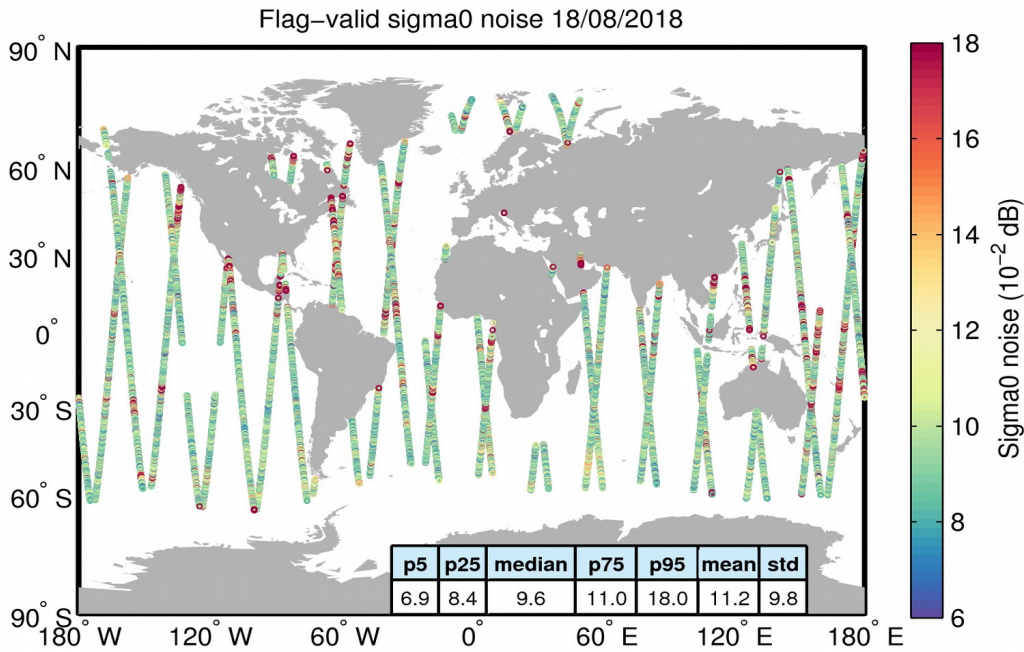 Flag−valid sigma0 noise 18/08/2018
90° N
60° N
30° N
0°
30° S
60° S
90° S
180° W 120° W 60° W 0° 60° E 120° E 180° E
p5 p25 median p75 p95 mean std
6.9 8.4 9.6 11.0 18.0 11.2 9.8
18
16
14
12
10
8
6
Sigma0 noise (10⁻² dB)